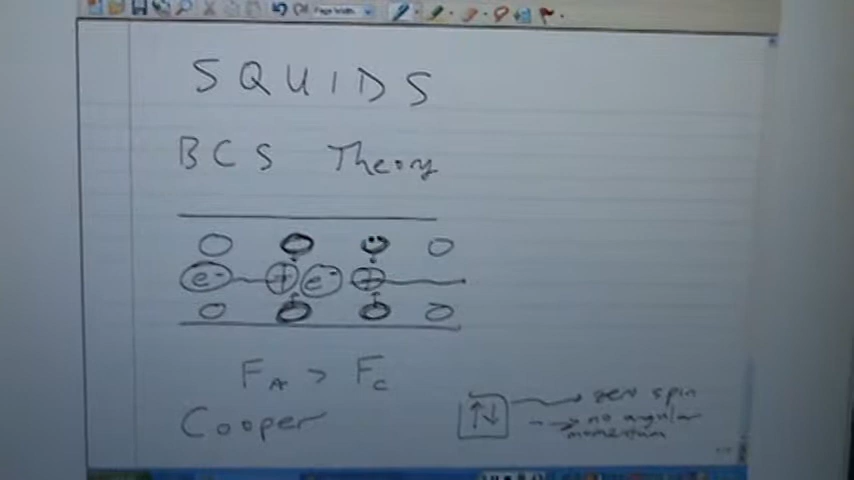 SQUIDS
BCS Theory
e⁻ + e⁻ +
F_A > F_C
Cooper
↑↓ → zero spin
→ no angular
momentum